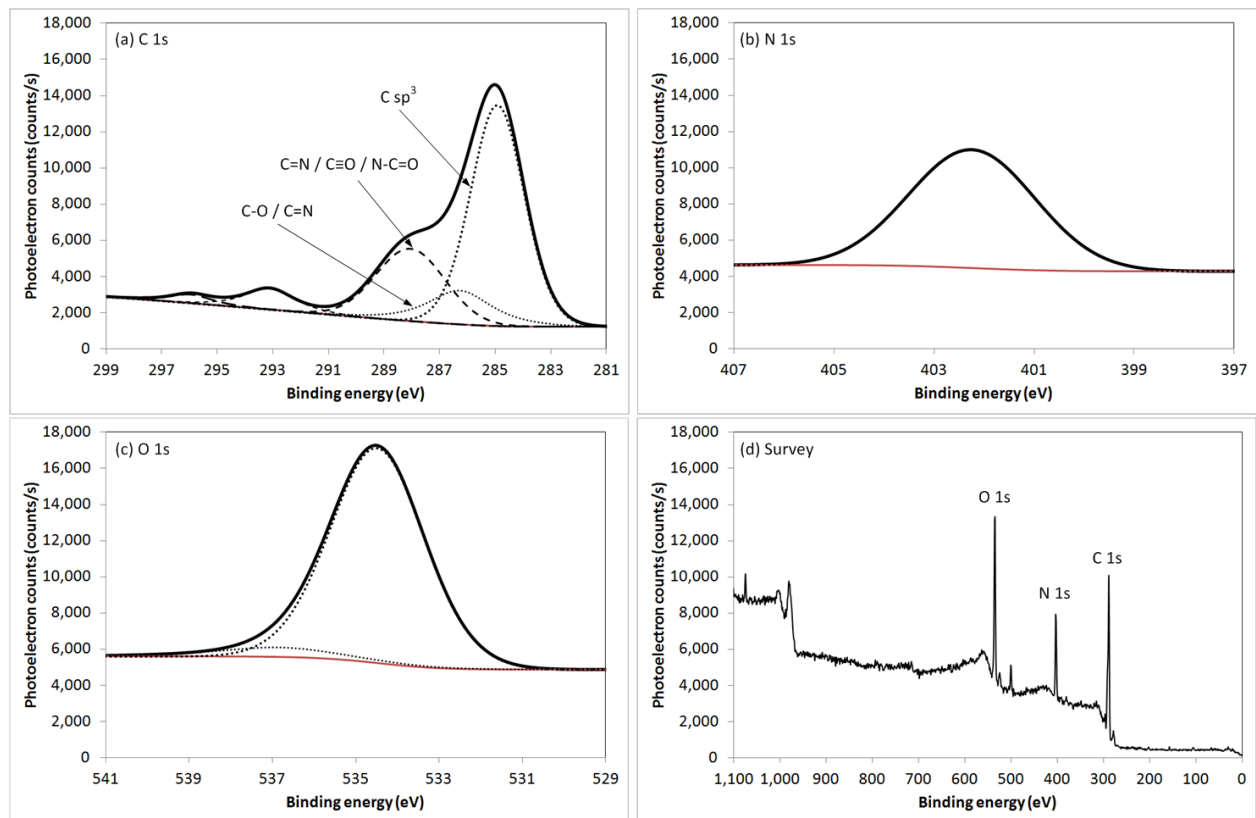 (a) C 1s
Photoelectron counts (counts/s)
18,000
16,000
14,000
12,000
10,000
8,000
6,000
4,000
2,000
0
C sp³
C=N / C≡O / N-C=O
C-O / C=N
299 297 295 293 291 289 287 285 283 281
Binding energy (eV)
(b) N 1s
Photoelectron counts (counts/s)
18,000
16,000
14,000
12,000
10,000
8,000
6,000
4,000
2,000
0
407 405 403 401 399 397
Binding energy (eV)
(c) O 1s
Photoelectron counts (counts/s)
18,000
16,000
14,000
12,000
10,000
8,000
6,000
4,000
2,000
0
541 539 537 535 533 531 529
Binding energy (eV)
(d) Survey
Photoelectron counts (counts/s)
18,000
16,000
14,000
12,000
10,000
8,000
6,000
4,000
2,000
0
O 1s
N 1s
C 1s
1,100 1,000 900 800 700 600 500 400 300 200 100 0
Binding energy (eV)